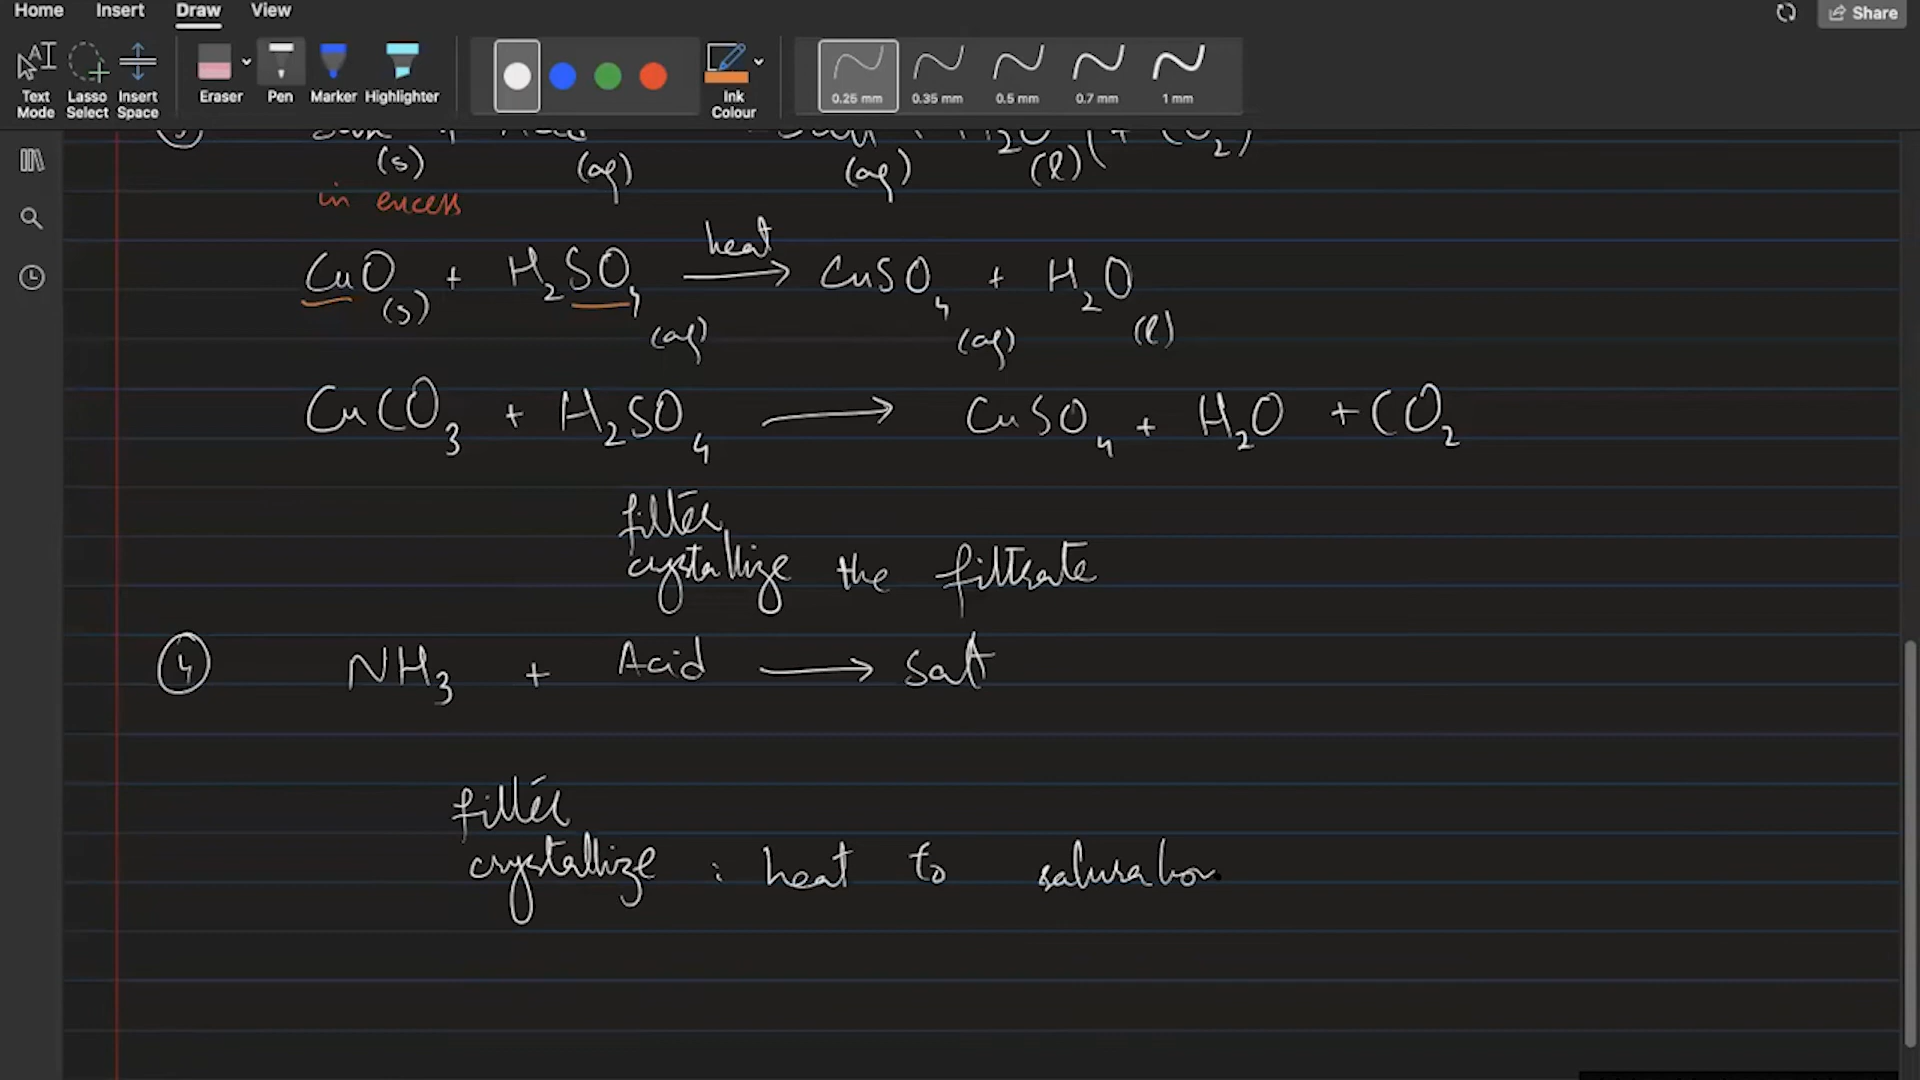 Home Insert Draw View Share
Text Mode Lasso Select Insert Space Eraser Pen Marker Highlighter Ink Colour 0.25 mm 0.35 mm 0.5 mm 0.7 mm 1 mm
H2O (+ CO2)
(s) (aq) (aq) (l)
in excess
CuO(s) + H2SO4 (aq) heat → CuSO4 (aq) + H2O (l)
CuCO3 + H2SO4 → CuSO4 + H2O + CO2
filter
crystallize the filtrate
④ NH3 + Acid → Salt
filter
crystallize : heat to saturation